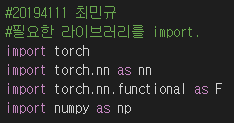 #20194111 최민규
#필요한 라이브러리를 import.
import torch
import torch.nn as nn
import torch.nn.functional as F
import numpy as np